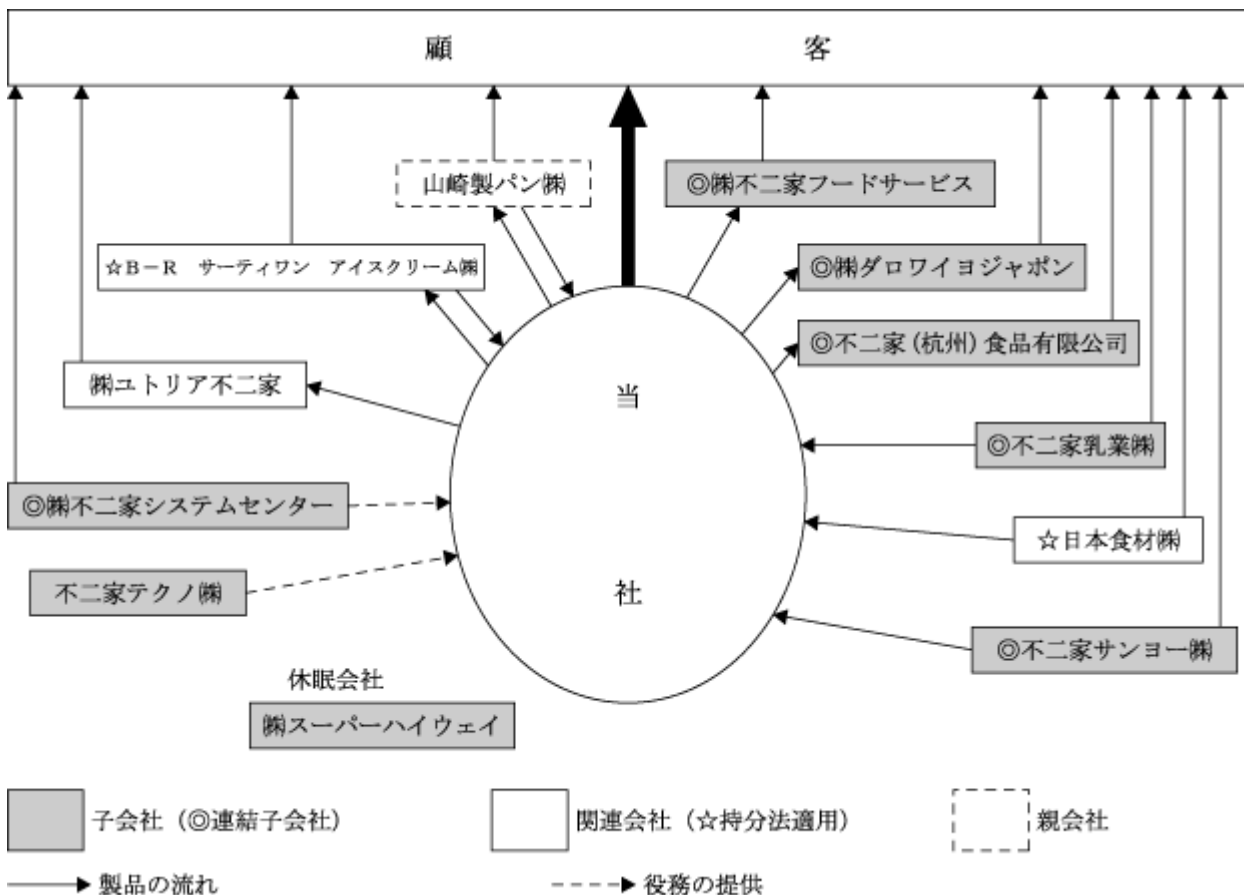 顧 客
山崎製パン㈱
◎㈱不二家フードサービス
☆B-R サーティワン アイスクリーム㈱
◎㈱ダロワイヨジャポン
◎不二家(杭州)食品有限公司
㈱ユトリア不二家
当
◎不二家乳業㈱
◎㈱不二家システムセンター
☆日本食材㈱
不二家テクノ㈱
社
◎不二家サンヨー㈱
休眠会社
㈱スーパーハイウェイ
子会社(◎連結子会社)
関連会社(☆持分法適用)
親会社
製品の流れ
役務の提供